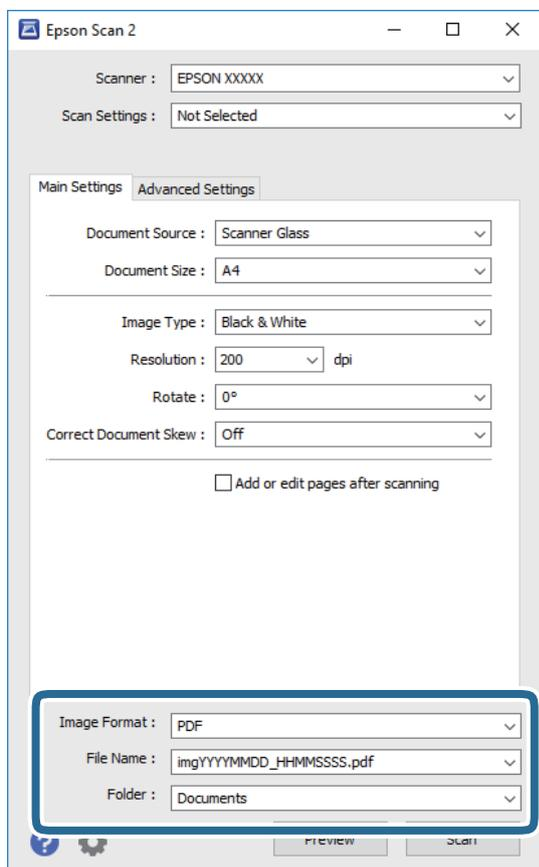 Epson Scan 2
Scanner : EPSON XXXXX
Scan Settings : Not Selected
Main Settings Advanced Settings
Document Source : Scanner Glass
Document Size : A4
Image Type : Black & White
Resolution : 200 dpi
Rotate : 0°
Correct Document Skew : Off
Add or edit pages after scanning
Image Format : PDF
File Name : imgYYYYMMDD_HHMMSSSS.pdf
Folder : Documents
? Preview Scan